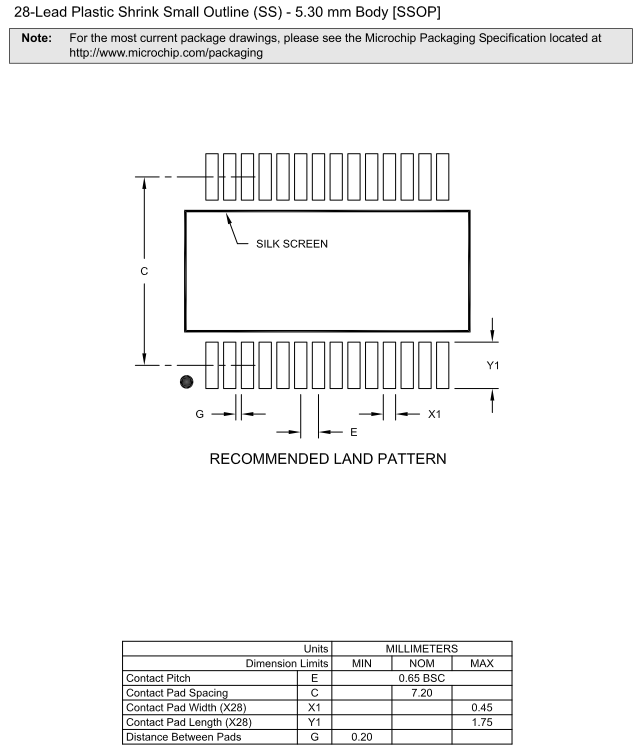 28-Lead Plastic Shrink Small Outline (SS) - 5.30 mm Body [SSOP]
Note: For the most current package drawings, please see the Microchip Packaging Specification located at
http://www.microchip.com/packaging
SILK SCREEN
C
Y1
G
X1
E
RECOMMENDED LAND PATTERN
Units MILLIMETERS
Dimension Limits MIN NOM MAX
Contact Pitch E 0.65 BSC
Contact Pad Spacing C 7.20
Contact Pad Width (X28) X1 0.45
Contact Pad Length (X28) Y1 1.75
Distance Between Pads G 0.20